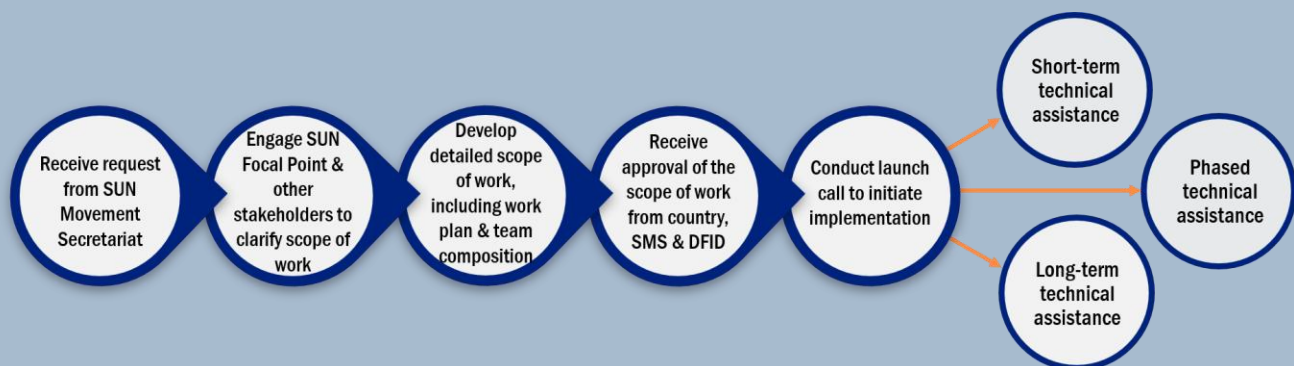 Receive request
from SUN
Movement
Secretariat
Engage SUN
Focal Point &
other
stakeholders to
clarify scope of
work
Develop
detailed scope
of work,
including work
plan & team
composition
Receive
approval of the
scope of work
from country,
SMS & DFID
Conduct launch
call to initiate
implementation
Short-term
technical
assistance
Phased
technical
assistance
Long-term
technical
assistance